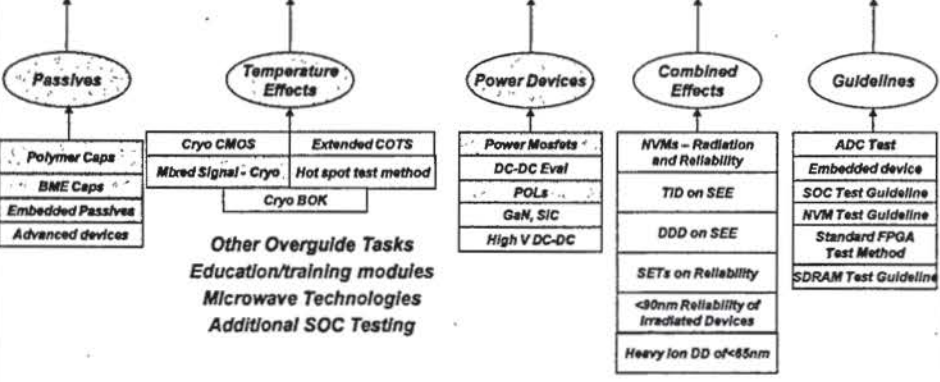 Passives
Temperature
Effects
Power Devices
Combined
Effects
Guidelines
Polymer Caps
BME Caps
Embedded Passives
Advanced devices
Cryo CMOS
Extended COTS
Mixed Signal - Cryo
Hot spot test method
Cryo BOK
Power Mosfets
DC-DC Eval
POLs
GaN, SiC
High V DC-DC
NVMs – Radiation
and Reliability
TID on SEE
DDD on SEE
SETs on Reliability
<90nm Reliability of
Irradiated Devices
Heavy Ion DD of<65nm
ADC Test
Embedded device
SOC Test Guideline
NVM Test Guideline
Standard FPGA
Test Method
SDRAM Test Guideline
Other Overguide Tasks
Education/training modules
Microwave Technologies
Additional SOC Testing